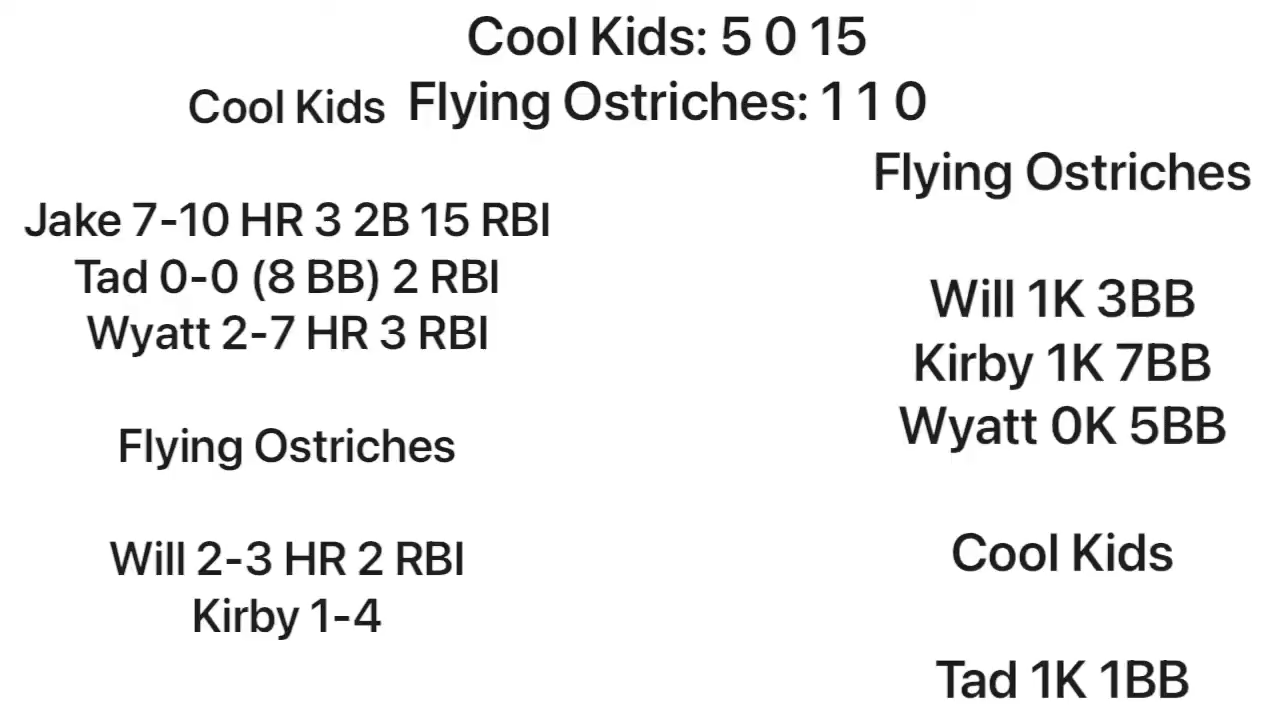 Cool Kids: 5 0 15
Flying Ostriches: 1 1 0
Cool Kids
Jake 7-10 HR 3 2B 15 RBI
Tad 0-0 (8 BB) 2 RBI
Wyatt 2-7 HR 3 RBI
Flying Ostriches
Will 2-3 HR 2 RBI
Kirby 1-4
Flying Ostriches
Will 1K 3BB
Kirby 1K 7BB
Wyatt 0K 5BB
Cool Kids
Tad 1K 1BB